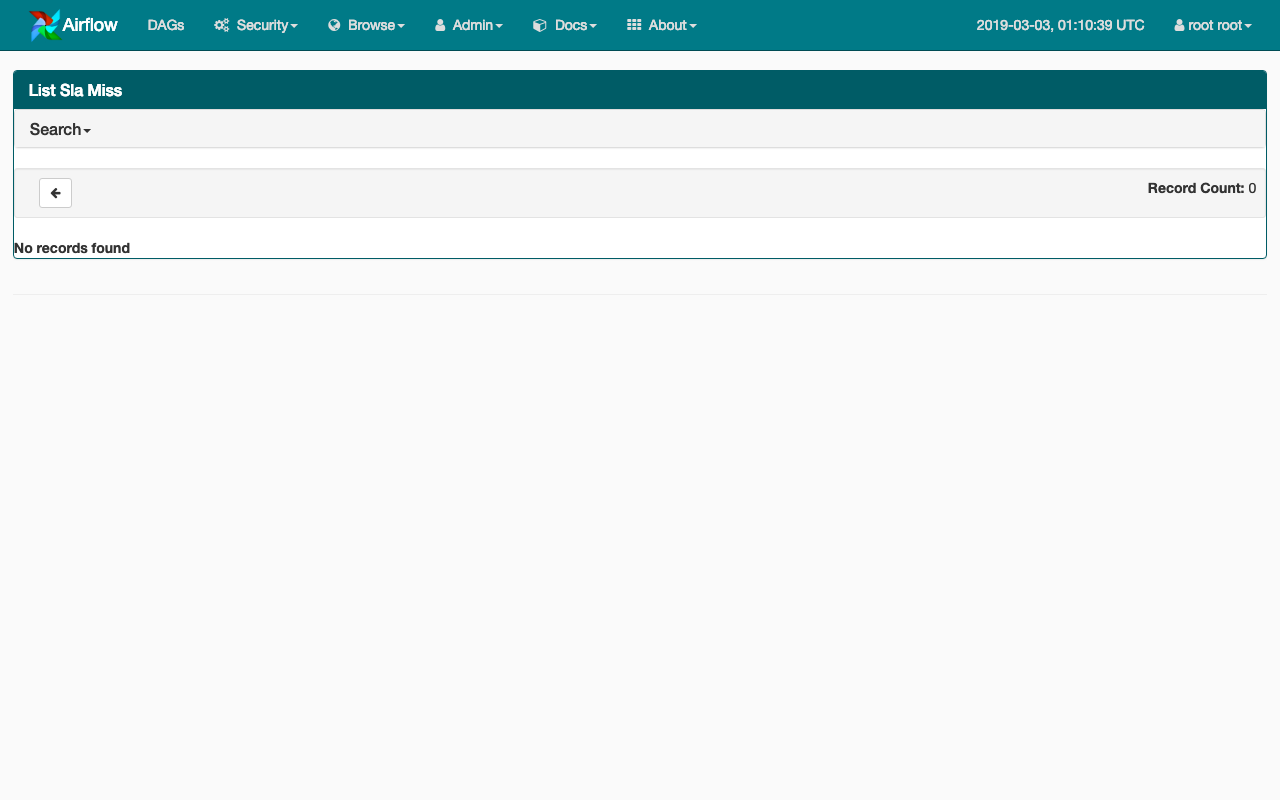 Airflow DAGs Security Browse Admin Docs About 2019-03-03, 01:10:39 UTC root root
List Sla Miss
Search
Record Count: 0
No records found